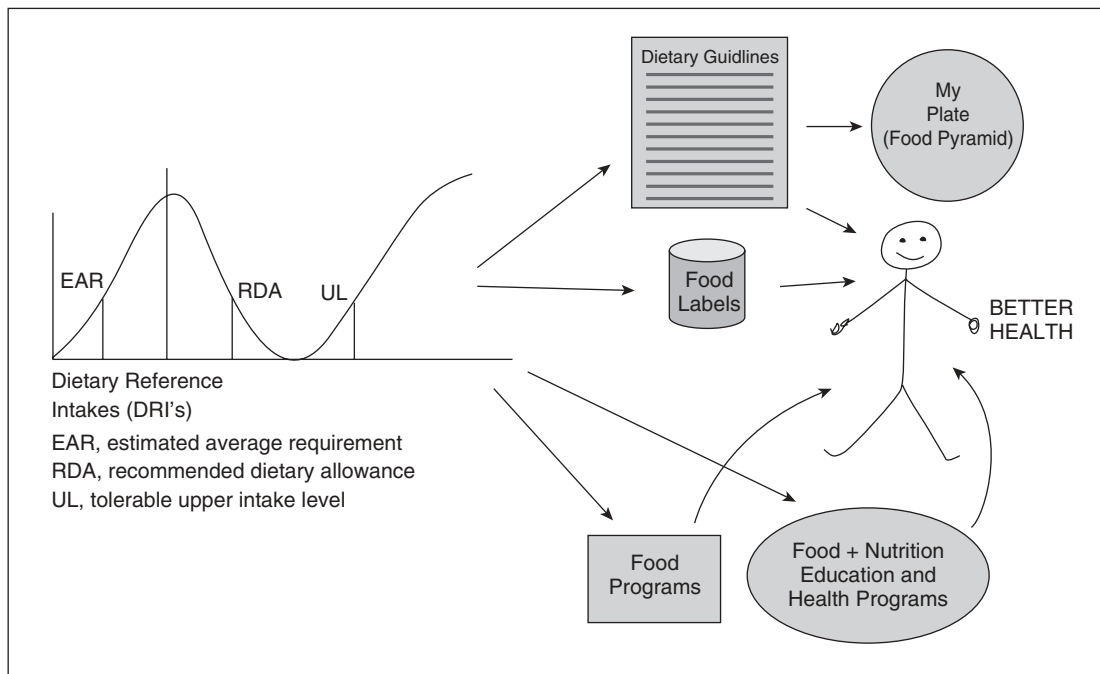 Dietary Guidlines
My
Plate
(Food Pyramid)
EAR
RDA
UL
Food
Labels
BETTER
HEALTH
Dietary Reference
Intakes (DRI's)
EAR, estimated average requirement
RDA, recommended dietary allowance
UL, tolerable upper intake level
Food
Programs
Food + Nutrition
Education and
Health Programs